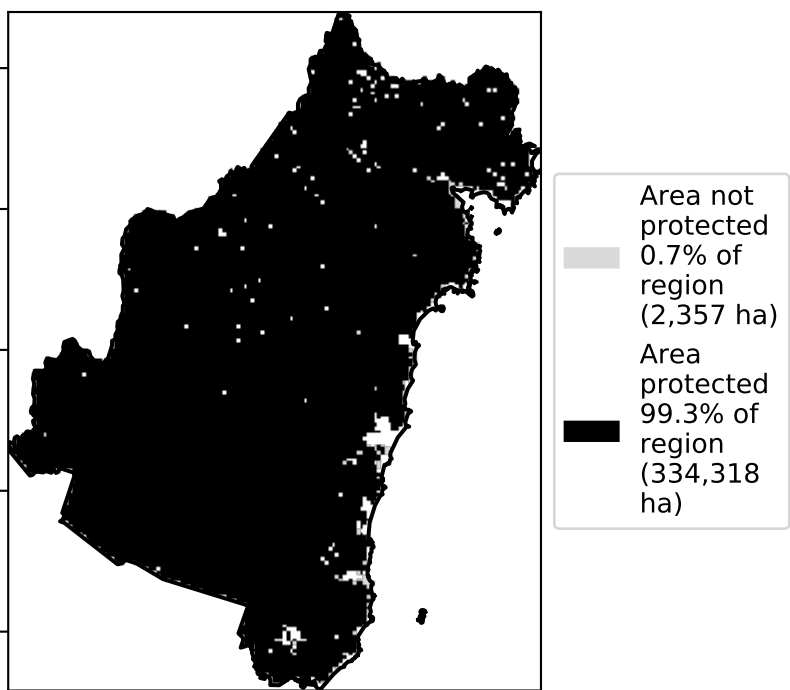 Area not
protected
0.7% of
region
(2,357 ha)
Area
protected
99.3% of
region
(334,318
ha)